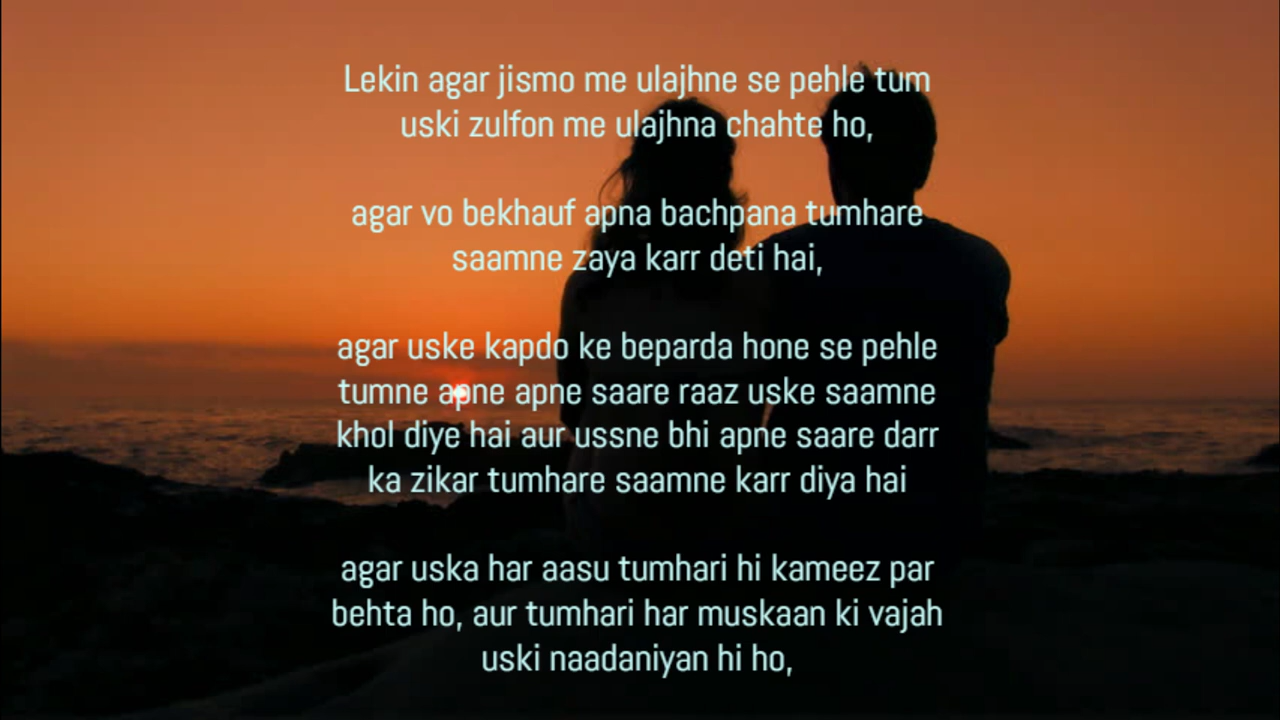 Lekin agar jismo me ulajhne se pehle tum
uski zulfon me ulajhna chahte ho,
agar vo bekhauf apna bachpana tumhare
saamne zaya karr deti hai,
agar uske kapdo ke beparda hone se pehle
tumne apne apne saare raaz uske saamne
khol diye hai aur ussne bhi apne saare darr
ka zikar tumhare saamne karr diya hai
agar uska har aasu tumhari hi kameez par
behta ho, aur tumhari har muskaan ki vajah
uski naadaniyan hi ho,